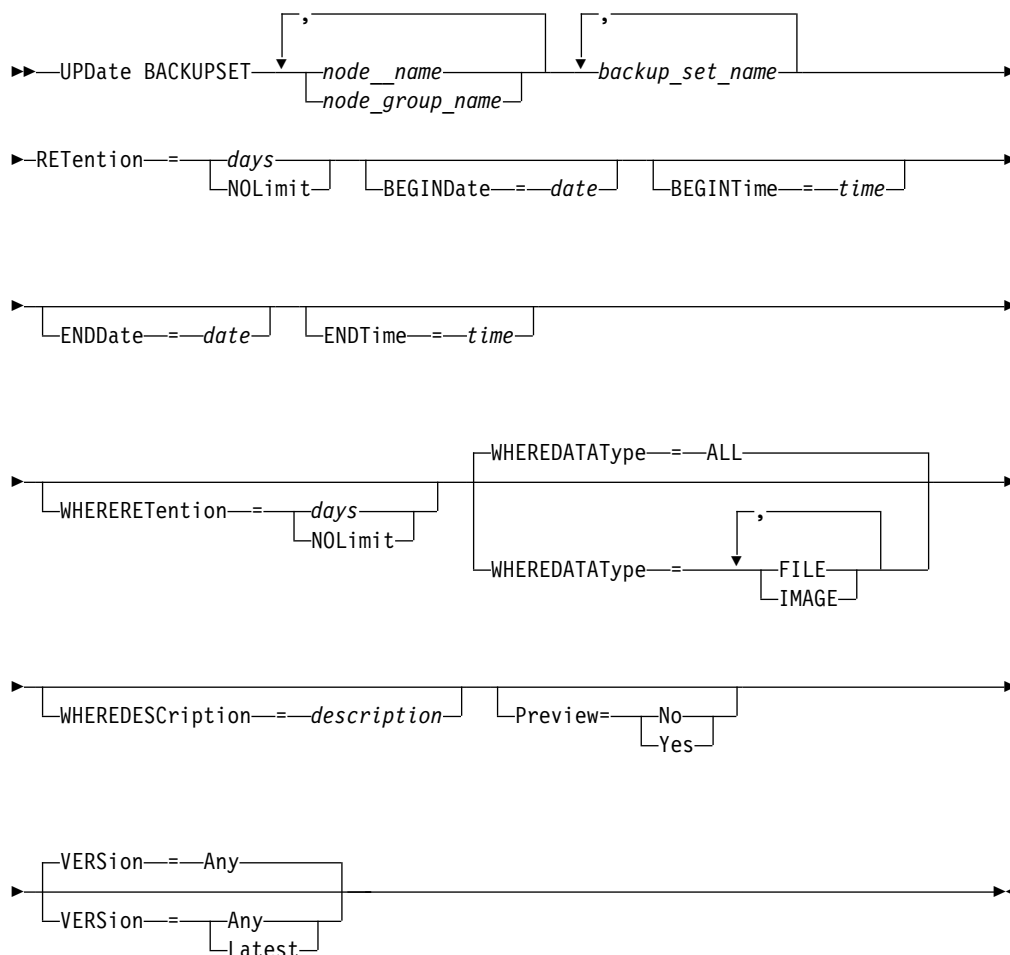 , ,
UPDate BACKUPSET node__name backup_set_name
node_group_name
RETention = days BEGINDate = date BEGINTime = time
NOLimit
ENDDate = date ENDTime = time
WHEREDATAType = ALL
WHERERETention = days ,
NOLimit
WHEREDATAType = FILE
IMAGE
WHEREDESCription = description Preview= No
Yes
VERSion = Any
VERSion = Any
Latest